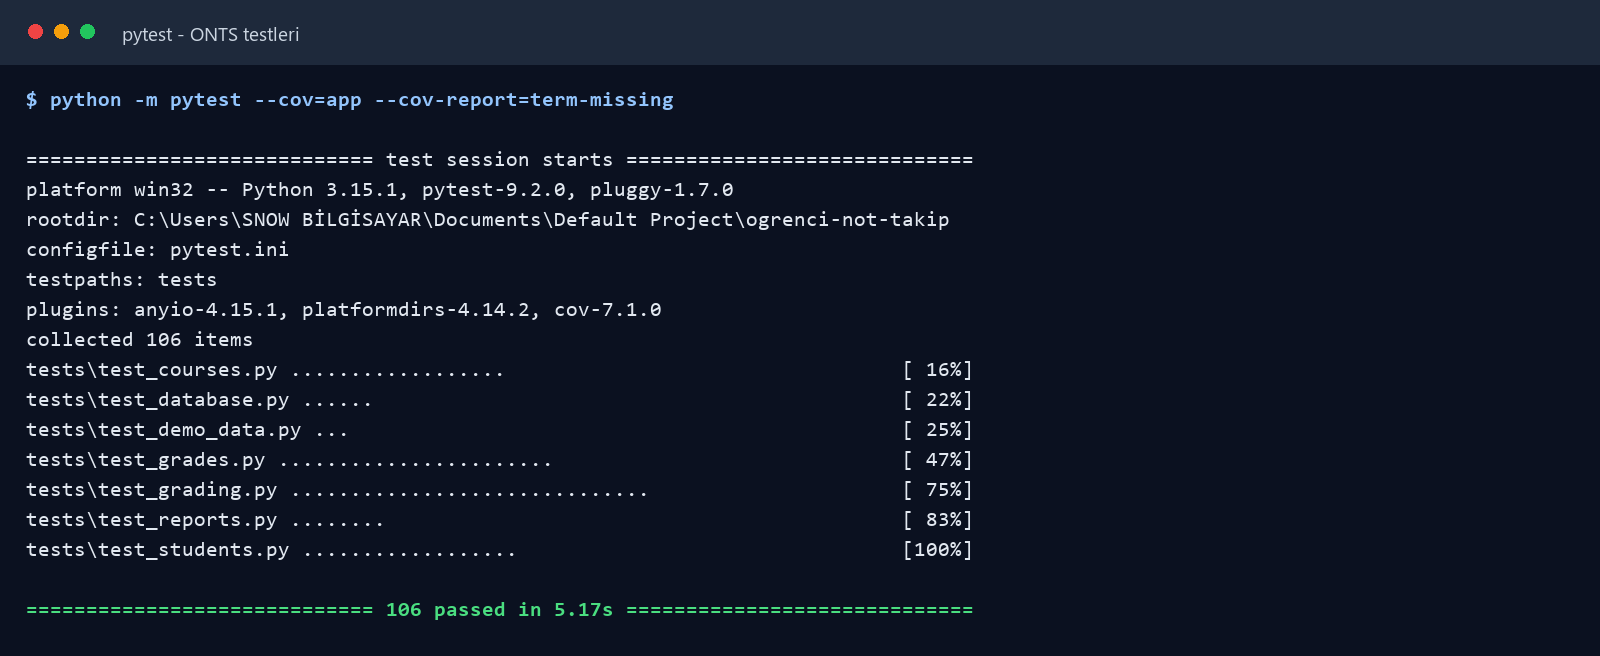 pytest - ONTS testleri
$ python -m pytest --cov=app --cov-report=term-missing
============================= test session starts =============================
platform win32 -- Python 3.15.1, pytest-9.2.0, pluggy-1.7.0
rootdir: C:\Users\SNOW BİLGİSAYAR\Documents\Default Project\ogrenci-not-takip
configfile: pytest.ini
testpaths: tests
plugins: anyio-4.15.1, platformdirs-4.14.2, cov-7.1.0
collected 106 items
tests\test_courses.py .................. [ 16%]
tests\test_database.py ...... [ 22%]
tests\test_demo_data.py ... [ 25%]
tests\test_grades.py ....................... [ 47%]
tests\test_grading.py .............................. [ 75%]
tests\test_reports.py ........ [ 83%]
tests\test_students.py .................. [100%]
============================= 106 passed in 5.17s =============================